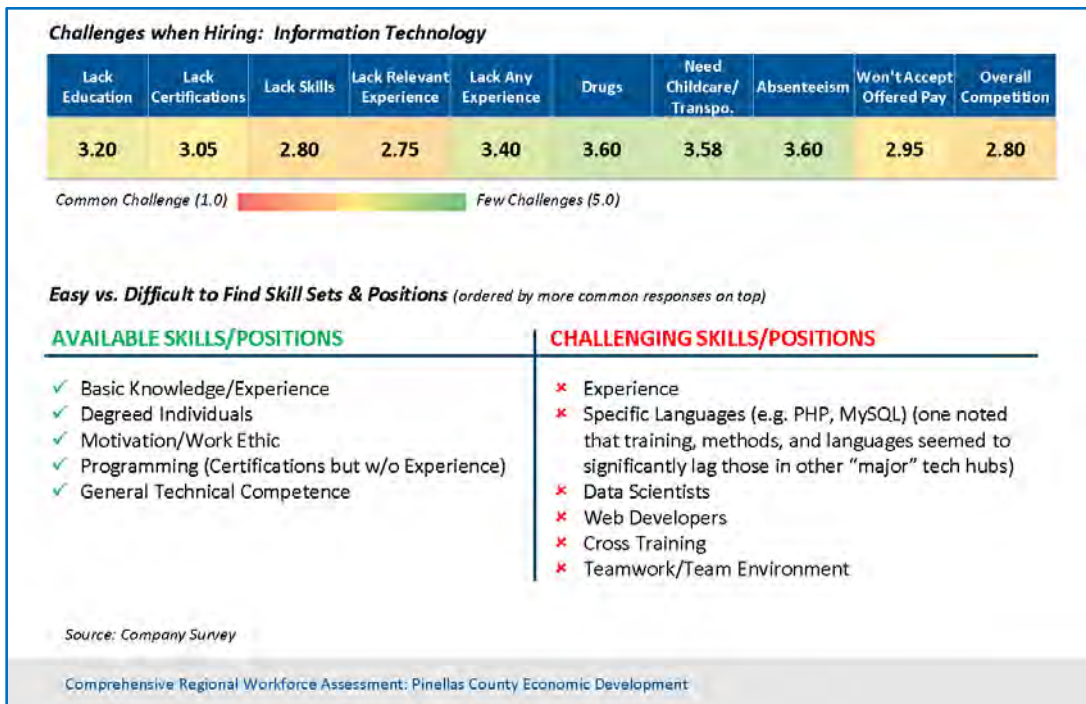 Challenges when Hiring: Information Technology
Lack Education
Lack Certifications
Lack Skills
Lack Relevant Experience
Lack Any Experience
Drugs
Need Childcare/ Transpo.
Absenteeism
Won't Accept Offered Pay
Overall Competition
3.20 3.05 2.80 2.75 3.40 3.60 3.58 3.60 2.95 2.80
Common Challenge (1.0) Few Challenges (5.0)
Easy vs. Difficult to Find Skill Sets & Positions (ordered by more common responses on top)
AVAILABLE SKILLS/POSITIONS
✓ Basic Knowledge/Experience
✓ Degreed Individuals
✓ Motivation/Work Ethic
✓ Programming (Certifications but w/o Experience)
✓ General Technical Competence
CHALLENGING SKILLS/POSITIONS
✘ Experience
✘ Specific Languages (e.g. PHP, MySQL) (one noted
that training, methods, and languages seemed to
significantly lag those in other “major” tech hubs)
✘ Data Scientists
✘ Web Developers
✘ Cross Training
✘ Teamwork/Team Environment
Source: Company Survey
Comprehensive Regional Workforce Assessment: Pinellas County Economic Development